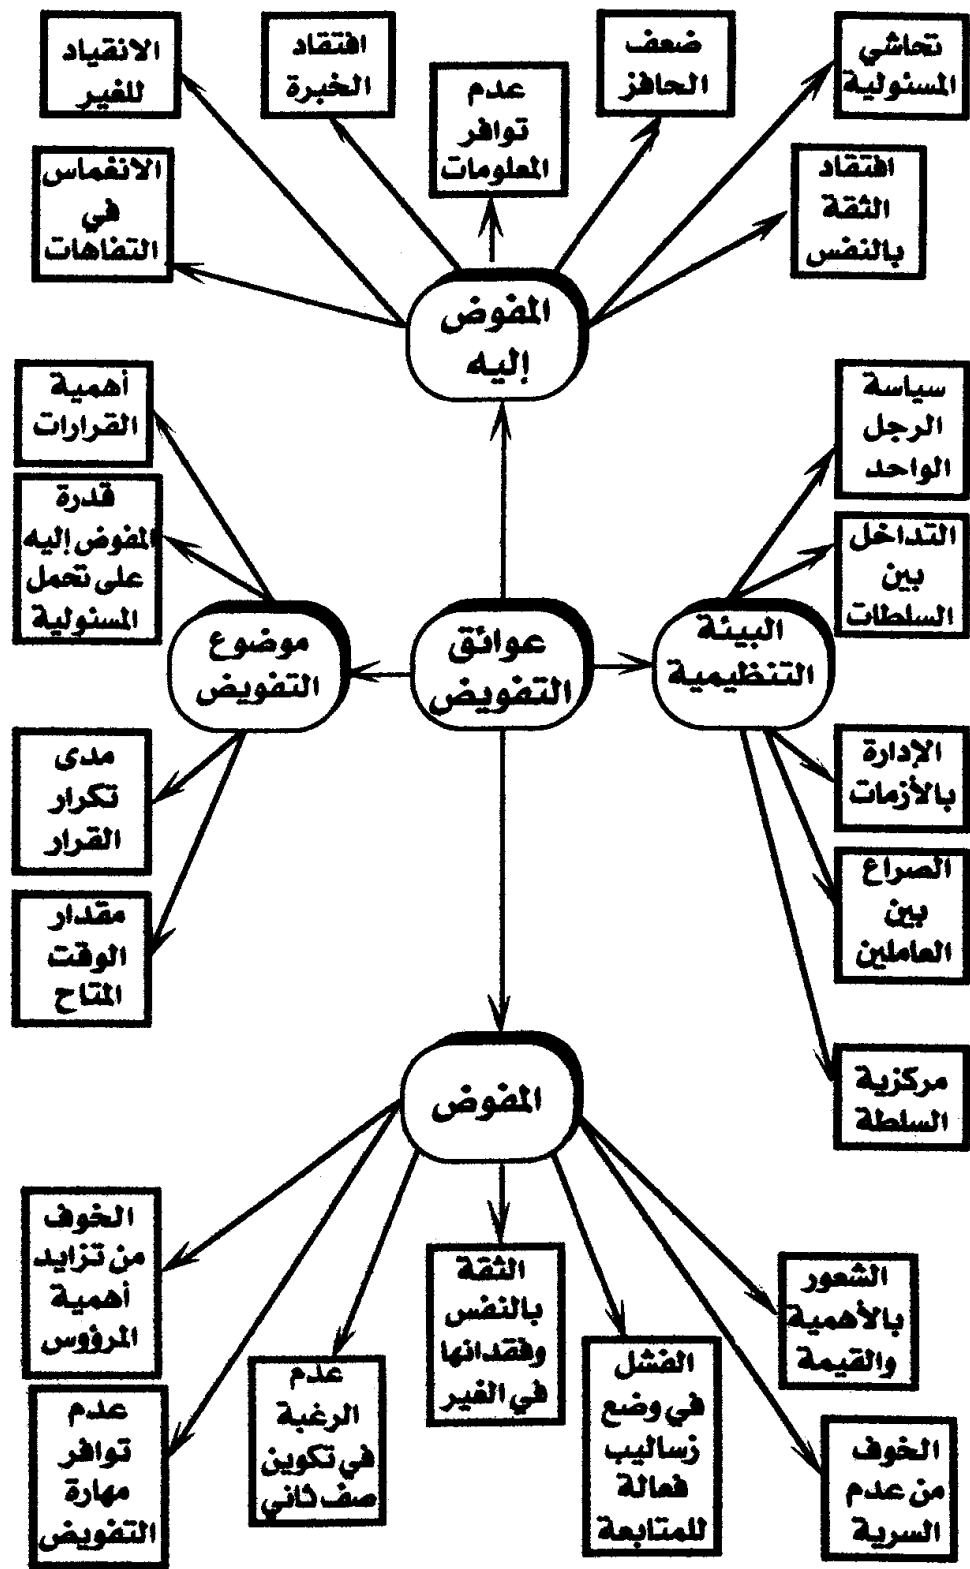 تحاشي
المسئولية
ضعف
الحافز
عدم
توافر
المعلومات
افتقاد
الخبرة
الانقياد
للغير
افتقاد
الثقة
بالنفس
الانغماس
في
التفاهات
المفوض
إليه
سياسة
الرجل
الواحد
التداخل
بين
السلطات
أهمية
القرارات
قدرة
المفوض إليه
على تحمل
المسئولية
البيئة
التنظيمية
عوائق
التفويض
موضوع
التفويض
الإدارة
بالأزمات
الصراع
بين
العاملين
مركزية
السلطة
مدى
تكرار
القرار
مقدار
الوقت
المتاح
المفوض
الشعور
بالأهمية
والقيمة
الخوف
من عدم
السرية
الفشل
في وضع
زساليب
فعالة
للمتابعة
الثقة
بالنفس
وفقدانها
في الغير
عدم
الرغبة
في تكوين
صف ثاني
الخوف
من تزايد
أهمية
المرؤوس
عدم
توافر
مهارة
التفويض